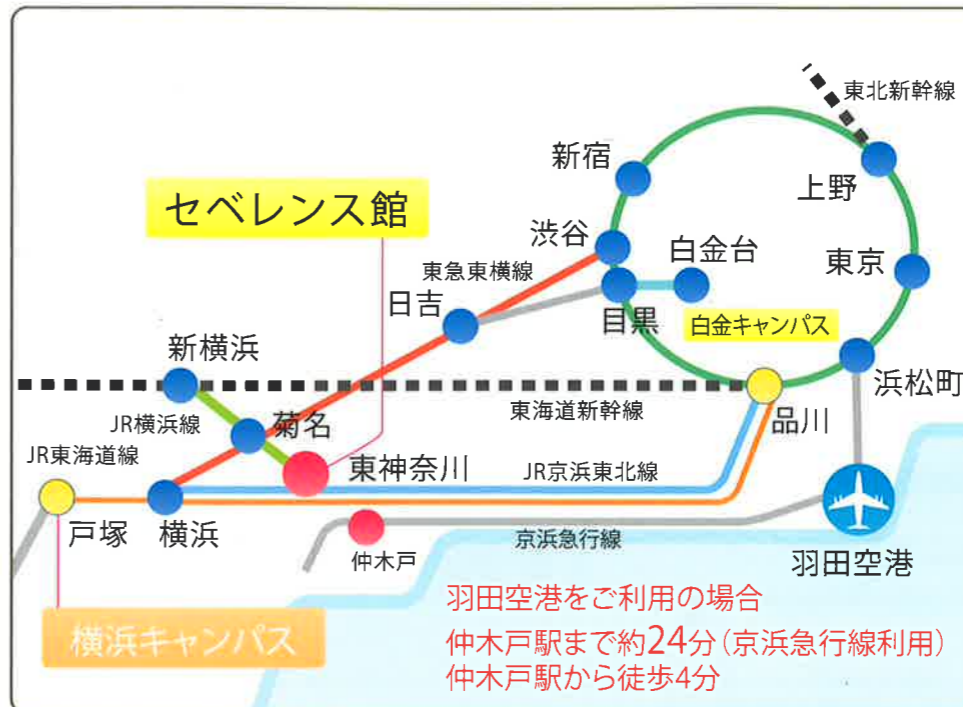 東北新幹線
新宿
上野
セベレンス館
渋谷
白金台
東京
東急東横線
日吉
目黒
白金キャンパス
新横浜
浜松町
東海道新幹線
品川
JR横浜線
菊名
JR東海道線
東神奈川
JR京浜東北線
戸塚
横浜
仲木戸
京浜急行線
羽田空港
横浜キャンパス
羽田空港をご利用の場合
仲木戸駅まで約24分(京浜急行線利用)
仲木戸駅から徒歩4分